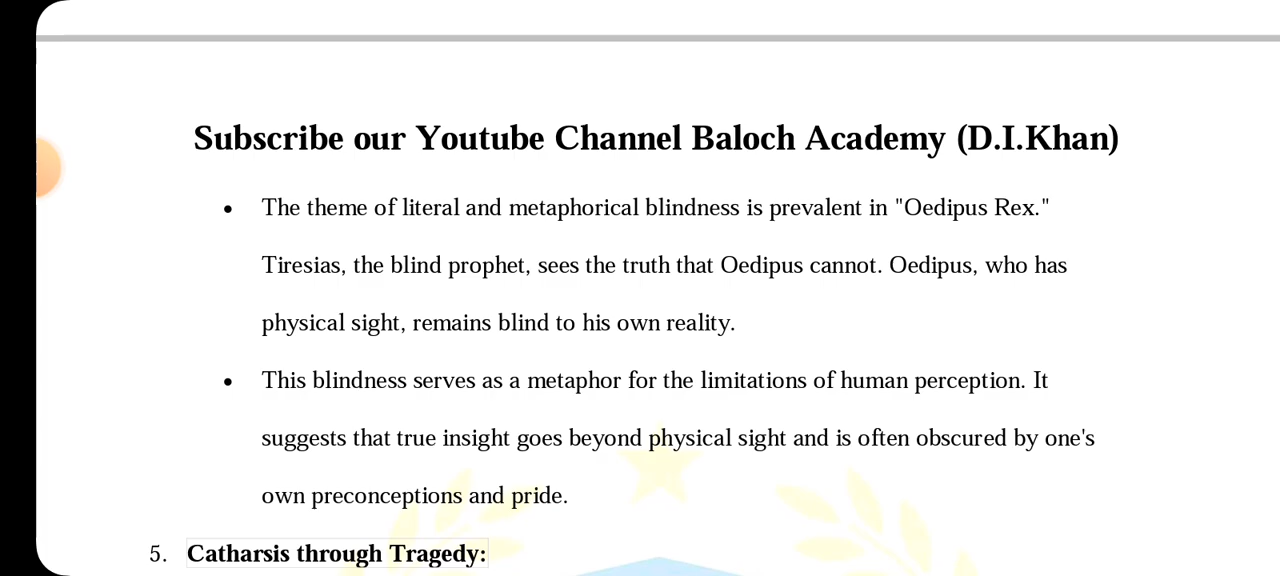 Subscribe our Youtube Channel Baloch Academy (D.I.Khan)
• The theme of literal and metaphorical blindness is prevalent in "Oedipus Rex."
Tiresias, the blind prophet, sees the truth that Oedipus cannot. Oedipus, who has
physical sight, remains blind to his own reality.
• This blindness serves as a metaphor for the limitations of human perception. It
suggests that true insight goes beyond physical sight and is often obscured by one's
own preconceptions and pride.
5. Catharsis through Tragedy: